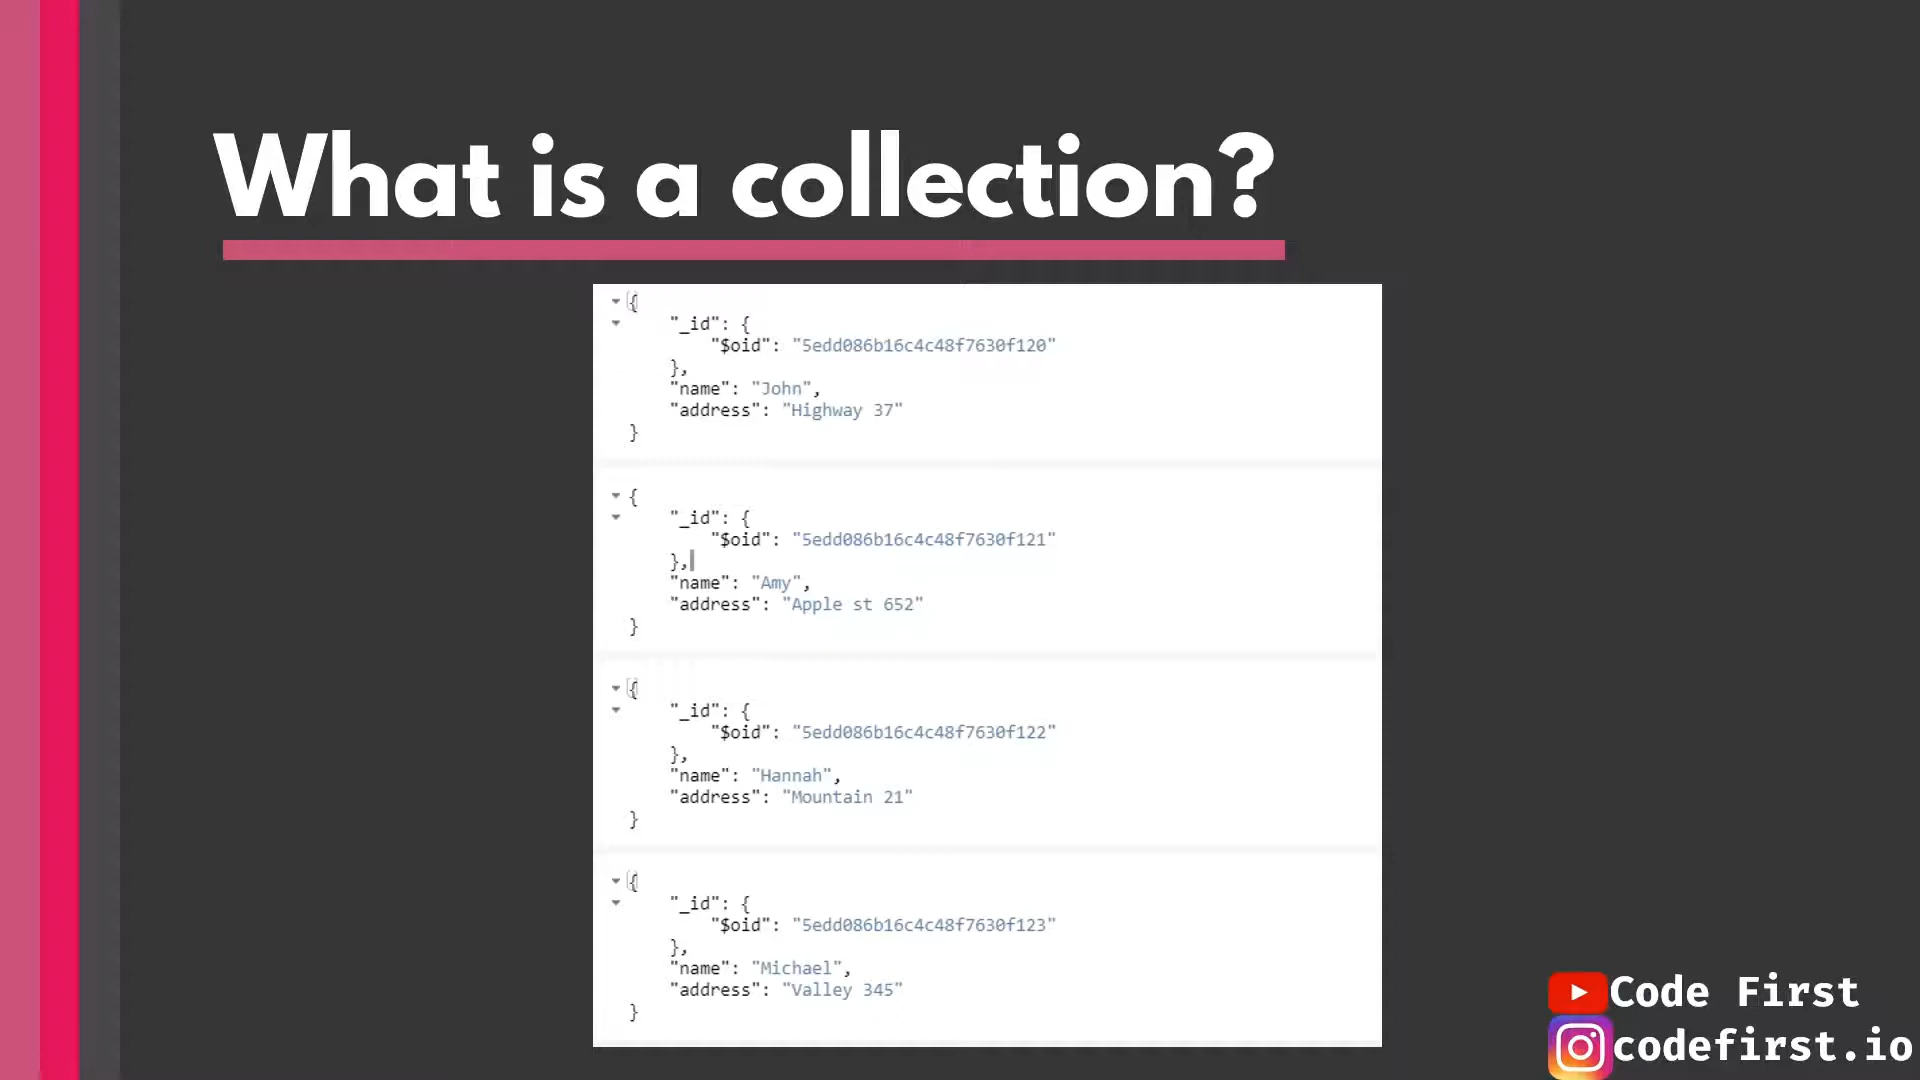 What is a collection?
{
"_id": {
"$oid": "5edd086b16c4c48f7630f120"
},
"name": "John",
"address": "Highway 37"
}
{
"_id": {
"$oid": "5edd086b16c4c48f7630f121"
},
"name": "Amy",
"address": "Apple st 652"
}
{
"_id": {
"$oid": "5edd086b16c4c48f7630f122"
},
"name": "Hannah",
"address": "Mountain 21"
}
{
"_id": {
"$oid": "5edd086b16c4c48f7630f123"
},
"name": "Michael",
"address": "Valley 345"
}
Code First
codefirst.io